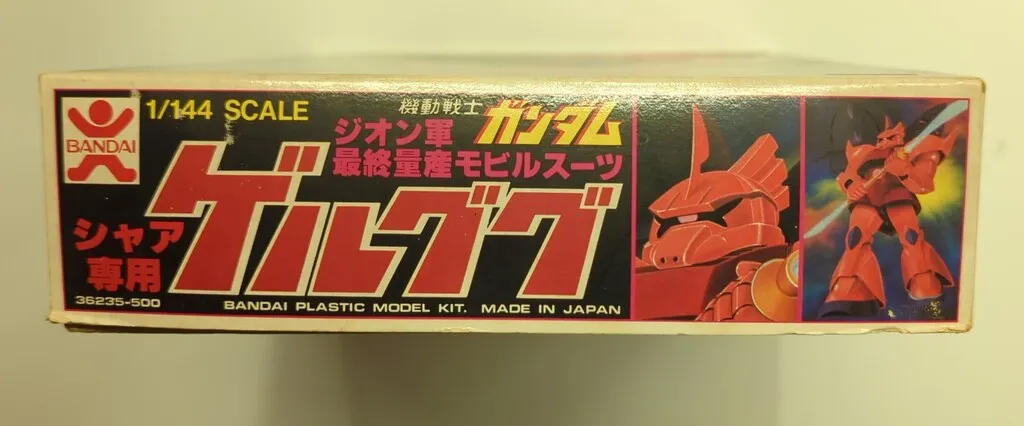 BANDAI
1/144 SCALE
機動戦士 ガンダム
ジオン軍
最終量産モビルスーツ
シャア
専用
ゲルググ
36235-500
BANDAI PLASTIC MODEL KIT. MADE IN JAPAN